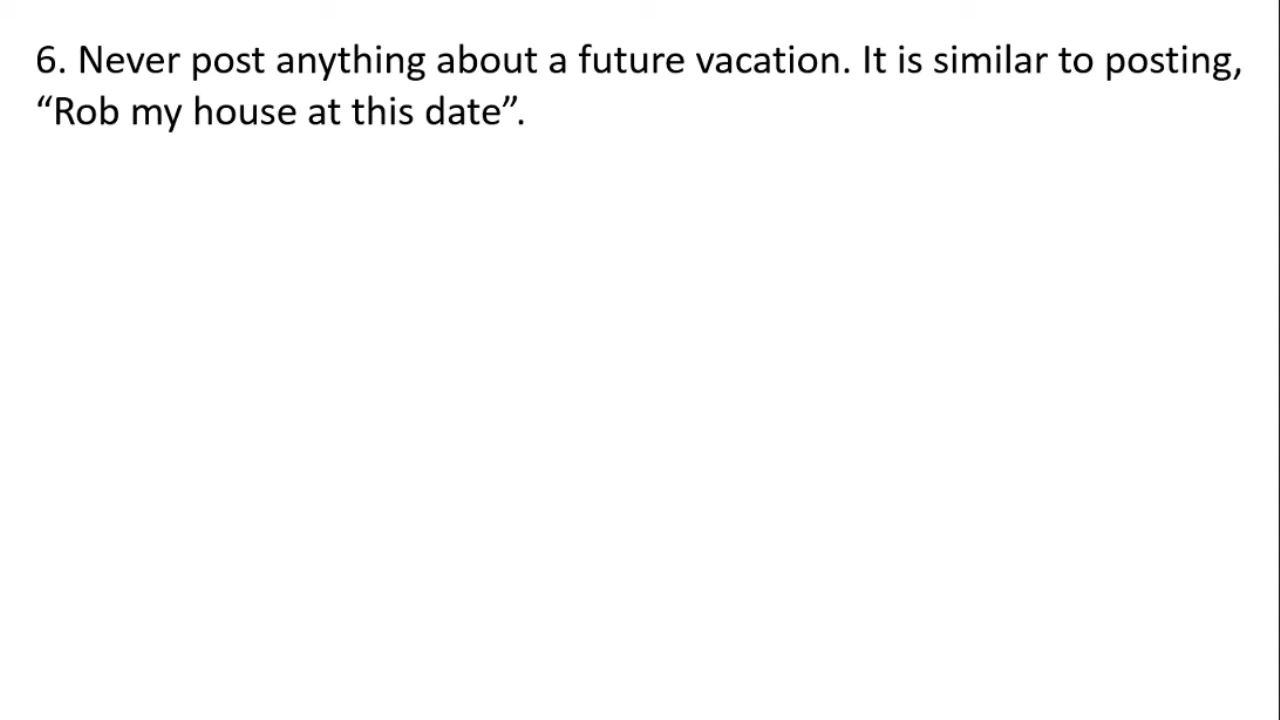 6. Never post anything about a future vacation. It is similar to posting,
“Rob my house at this date”.